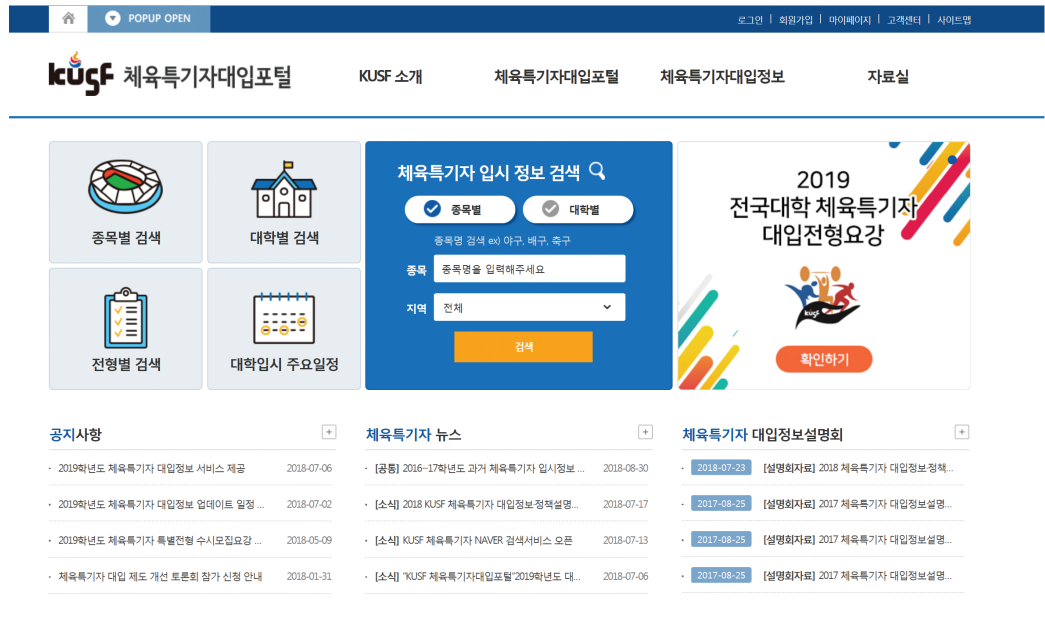 POPUP OPEN
로그인 | 회원가입 | 마이페이지 | 고객센터 | 사이트맵
kusf 체육특기자대입포털
KUSF 소개 체육특기자대입포털 체육특기자대입정보 자료실
종목별 검색
대학별 검색
전형별 검색
대학입시 주요일정
체육특기자 입시 정보 검색
종목별 대학별
종목명 검색 ex) 야구, 배구, 축구
종목 종목명을 입력해주세요
지역 전체
검색
2019
전국대학 체육특기자
대입전형요강
kusf
확인하기
공지사항 +
· 2019학년도 체육특기자 대입정보 서비스 제공 2018-07-06
· 2019학년도 체육특기자 대입정보 업데이트 일정 ... 2018-07-02
· 2019학년도 체육특기자 특별전형 수시모집요강 ... 2018-05-09
· 체육특기자 대입 제도 개선 토론회 참가 신청 안내 2018-01-31
체육특기자 뉴스 +
· [공통] 2016~17학년도 과거 체육특기자 입시정보 ... 2018-08-30
· [소식] 2018 KUSF 체육특기자 대입정보·정책설명... 2018-07-17
· [소식] KUSF 체육특기자 NAVER 검색서비스 오픈 2018-07-13
· [소식] "KUSF 체육특기자대입포털"2019학년도 대... 2018-07-06
체육특기자 대입정보설명회 +
· 2018-07-23 [설명회자료] 2018 체육특기자 대입정보·정책...
· 2017-08-25 [설명회자료] 2017 체육특기자 대입정보설명...
· 2017-08-25 [설명회자료] 2017 체육특기자 대입정보설명...
· 2017-08-25 [설명회자료] 2017 체육특기자 대입정보설명...